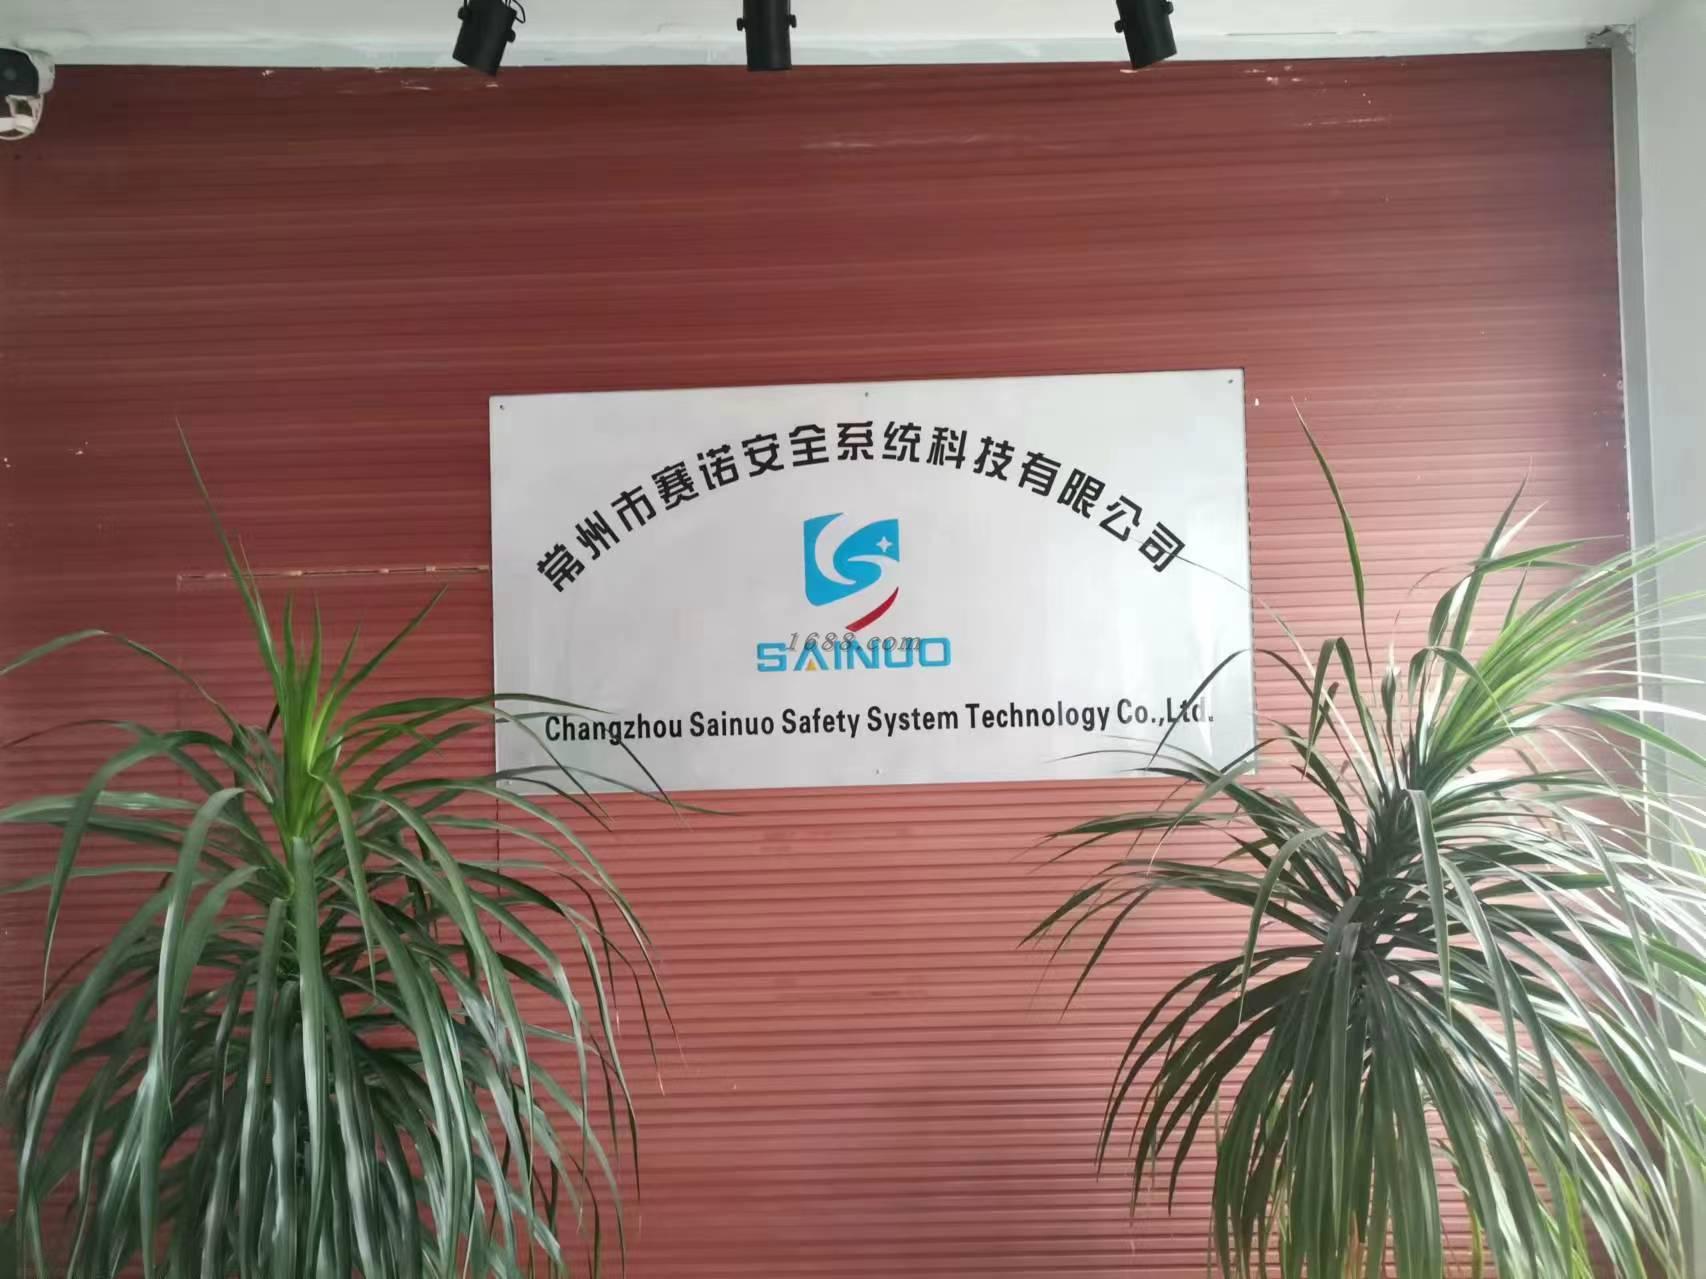 常州市赛诺安全系统科技有限公司
1688.com
SAINUO
Changzhou Sainuo Safety System Technology Co.,Ltd.